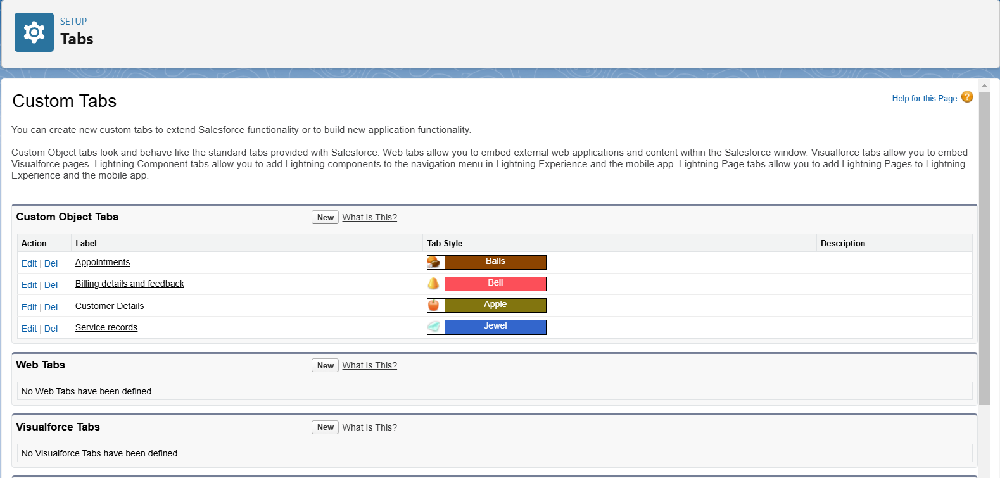 SETUP
Tabs
Custom Tabs
Help for this Page ?
You can create new custom tabs to extend Salesforce functionality or to build new application functionality.
Custom Object tabs look and behave like the standard tabs provided with Salesforce. Web tabs allow you to embed external web applications and content within the Salesforce window. Visualforce tabs allow you to embed
Visualforce pages. Lightning Component tabs allow you to add Lightning components to the navigation menu in Lightning Experience and the mobile app. Lightning Page tabs allow you to add Lightning Pages to Lightning
Experience and the mobile app.
Custom Object Tabs New What Is This?
Action Label Tab Style Description
Edit | Del Appointments Balls
Edit | Del Billing details and feedback Bell
Edit | Del Customer Details Apple
Edit | Del Service records Jewel
Web Tabs New What Is This?
No Web Tabs have been defined
Visualforce Tabs New What Is This?
No Visualforce Tabs have been defined